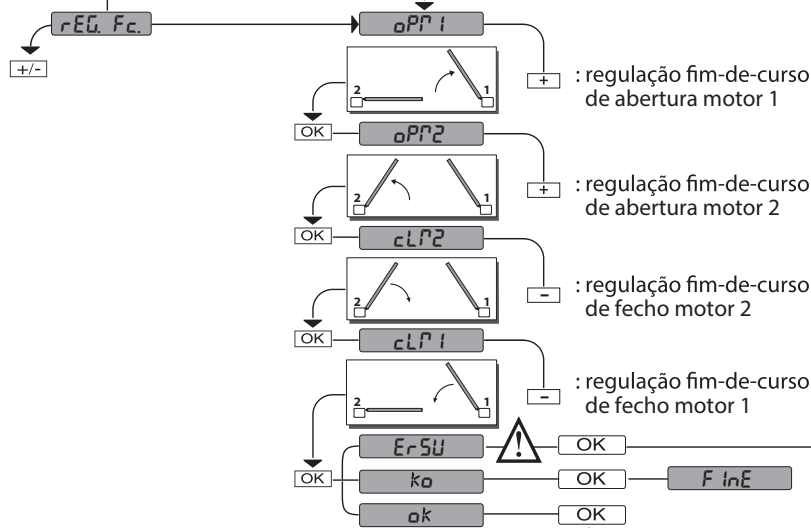 rEG. Fc.
oPM1
+/-
2 1
+ : regulação fim-de-curso
de abertura motor 1
OK
oPM2
2 1
+ : regulação fim-de-curso
de abertura motor 2
OK
cLM2
2 1
- : regulação fim-de-curso
de fecho motor 2
OK
cLM1
2 1
- : regulação fim-de-curso
de fecho motor 1
ErSU ! OK
OK ko OK FInE
ok OK